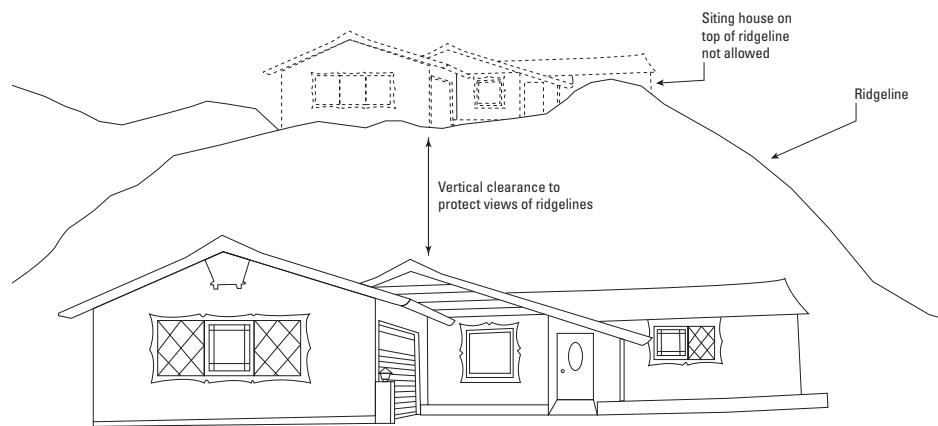 Siting house on
top of ridgeline
not allowed
Ridgeline
Vertical clearance to
protect views of ridgelines